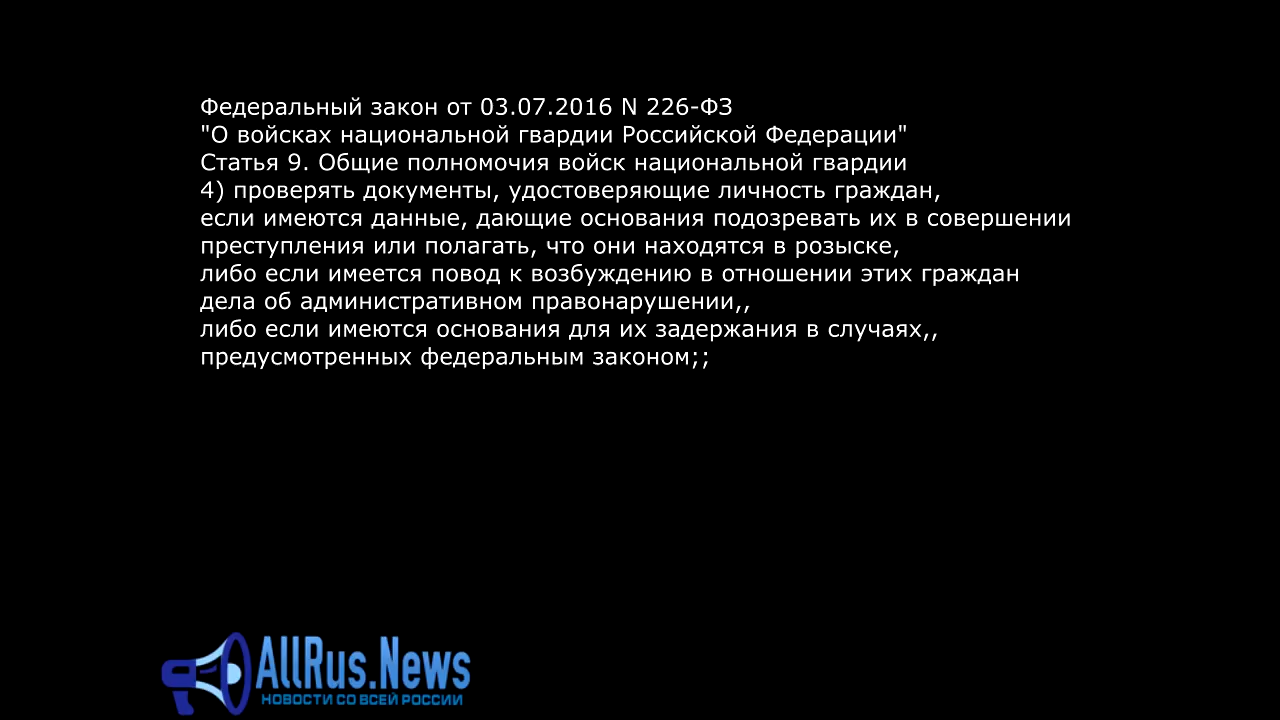 Федеральный закон от 03.07.2016 N 226-ФЗ
"О войсках национальной гвардии Российской Федерации"
Статья 9. Общие полномочия войск национальной гвардии
4) проверять документы, удостоверяющие личность граждан,
если имеются данные, дающие основания подозревать их в совершении
преступления или полагать, что они находятся в розыске,
либо если имеется повод к возбуждению в отношении этих граждан
дела об административном правонарушении,,
либо если имеются основания для их задержания в случаях,,
предусмотренных федеральным законом;;
AllRus.News
НОВОСТИ СО ВСЕЙ РОССИИ